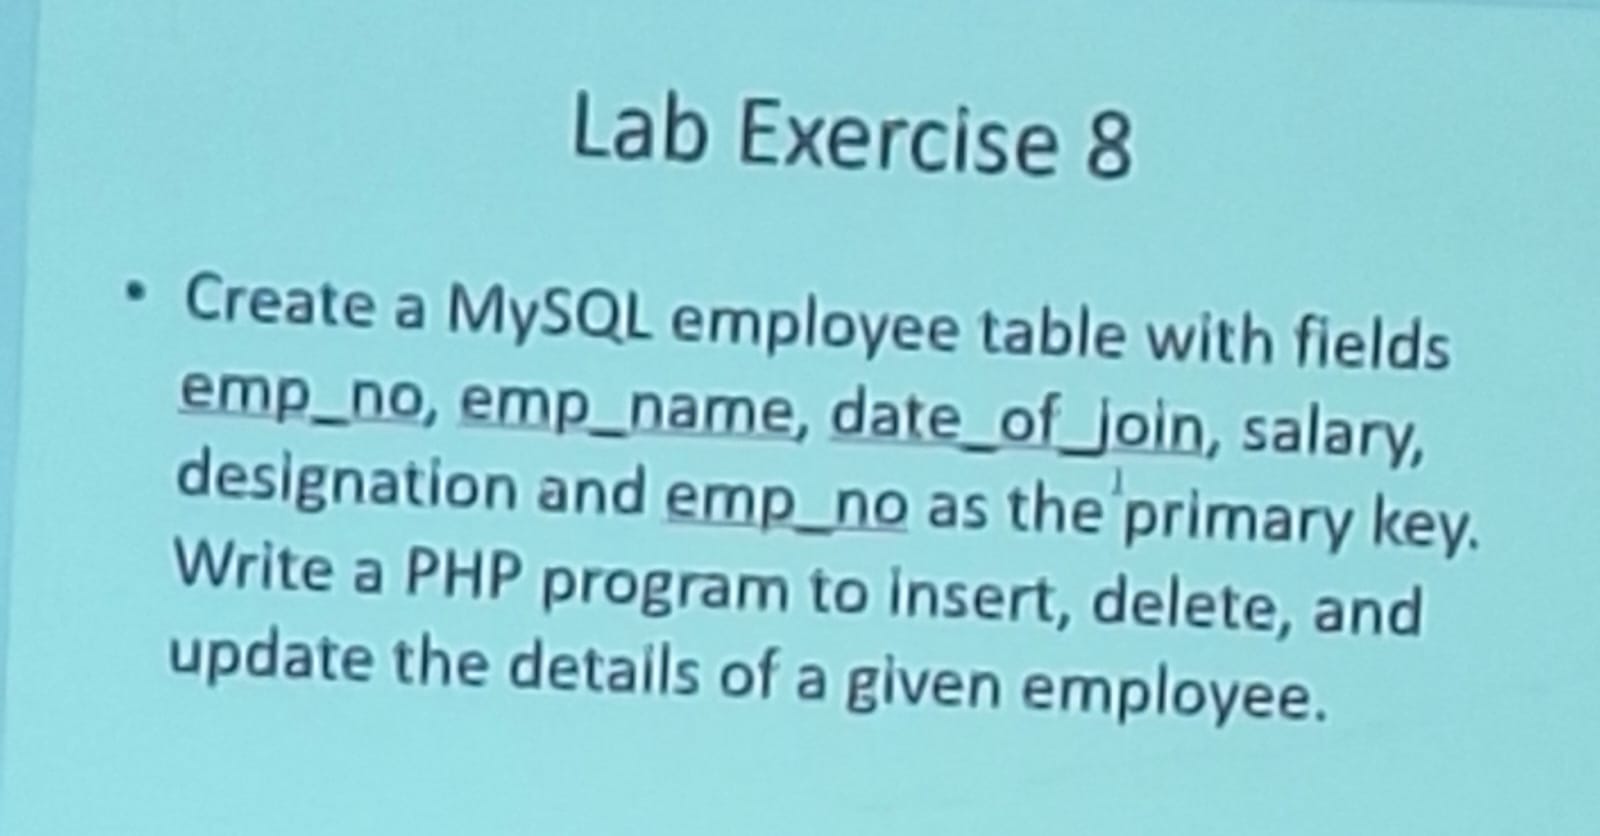 Lab Exercise 8
• Create a MySQL employee table with fields
emp_no, emp_name, date_of_join, salary,
designation and emp_no as the primary key.
Write a PHP program to insert, delete, and
update the details of a given employee.